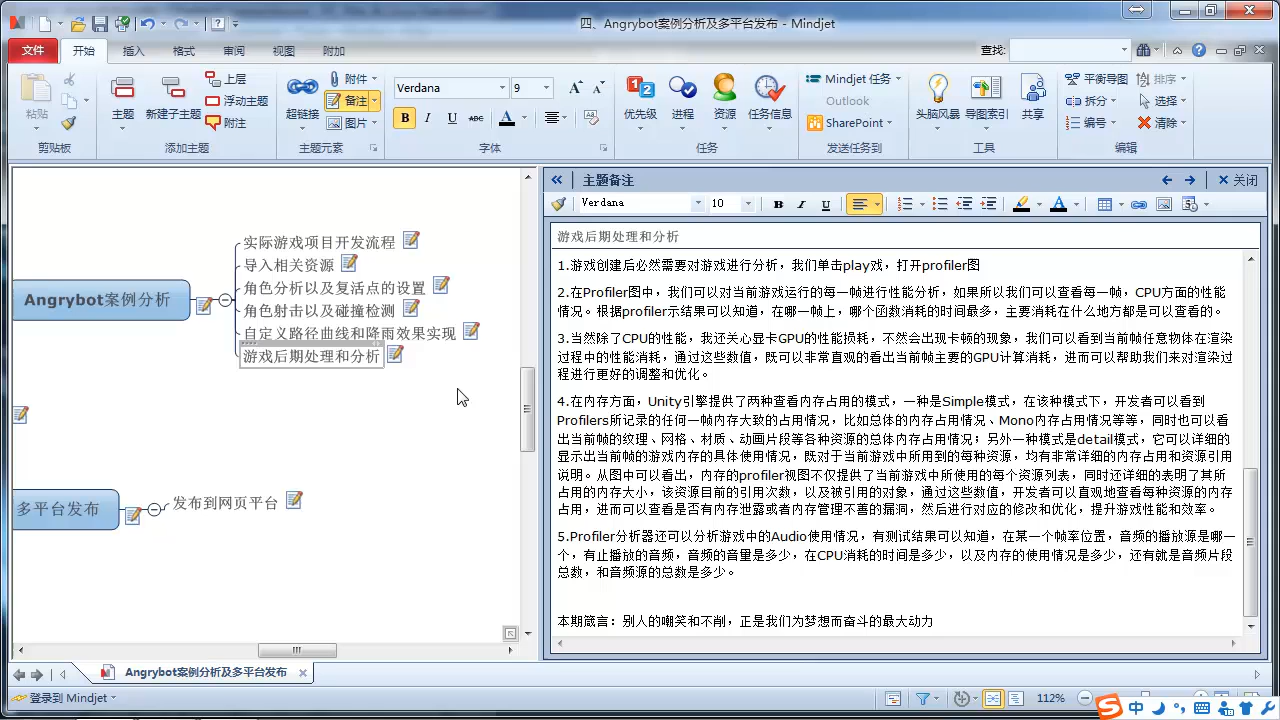 四、Angrybot案例分析及多平台发布 - Mindjet
文件 开始 插入 格式 审阅 视图 附加 查找:
粘贴 主题 新建子主题 上层 浮动主题 附注 超链接 附件 备注 图片 Verdana 9 B I U ABC A 优先级 进程 资源 任务信息 Mindjet 任务 Outlook SharePoint 头脑风暴 导图索引 共享 平衡导图 排序 拆分 选择 编号 清除
剪贴板 添加主题 主题元素 字体 任务 发送任务到 工具 编辑
Angrybot案例分析
实际游戏项目开发流程
导入相关资源
角色分析以及复活点的设置
角色射击以及碰撞检测
自定义路径曲线和降雨效果实现
游戏后期处理和分析
多平台发布
发布到网页平台
主题备注 关闭
Verdana 10 B I U A
游戏后期处理和分析
1.游戏创建后必然需要对游戏进行分析，我们单击play戏，打开profiler图
2.在Profiler图中，我们可以对当前游戏运行的每一帧进行性能分析，如果所以我们可以查看每一帧，CPU方面的性能
情况。根据profiler示结果可以知道，在哪一帧上，哪个函数消耗的时间最多，主要消耗在什么地方都是可以查看的。
3.当然除了CPU的性能，我还关心显卡GPU的性能损耗，不然会出现卡顿的现象，我们可以看到当前帧任意物体在渲染
过程中的性能消耗，通过这些数值，既可以非常直观的看出当前帧主要的GPU计算消耗，进而可以帮助我们来对渲染过
程进行更好的调整和优化。
4.在内存方面，Unity引擎提供了两种查看内存占用的模式，一种是Simple模式，在该种模式下，开发者可以看到
Profilers所记录的任何一帧内存大致的占用情况，比如总体的内存占用情况、Mono内存占用情况等等，同时也可以看
出当前帧的纹理、网格、材质、动画片段等各种资源的总体内存占用情况；另外一种模式是detail模式，它可以详细的
显示出当前帧的游戏内存的具体使用情况，既对于当前游戏中所用到的每种资源，均有非常详细的内存占用和资源引用
说明。从图中可以看出，内存的profiler视图不仅提供了当前游戏中所使用的每个资源列表，同时还详细的表明了其所
占用的内存大小，该资源目前的引用次数，以及被引用的对象，通过这些数值，开发者可以直观地查看每种资源的内存
占用，进而可以查看是否有内存泄露或者内存管理不善的漏洞，然后进行对应的修改和优化，提升游戏性能和效率。
5.Profiler分析器还可以分析游戏中的Audio使用情况，有测试结果可以知道，在某一个帧率位置，音频的播放源是哪一
个，有止播放的音频，音频的音量是多少，在CPU消耗的时间是多少，以及内存的使用情况是多少，还有就是音频片段
总数，和音频源的总数是多少。
本期箴言：别人的嘲笑和不削，正是我们为梦想而奋斗的最大动力
Angrybot案例分析及多平台发布
登录到 Mindjet 112% 中